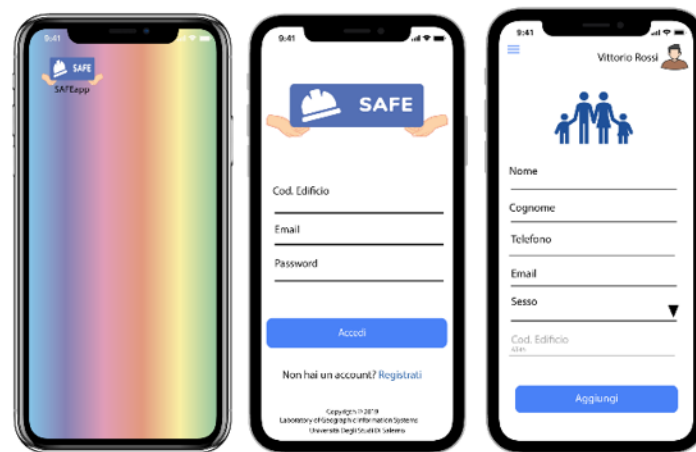 9:41
SAFE
SAFEapp
9:41
SAFE
Cod. Edificio
Email
Password
Accedi
Non hai un account? Registrati
Copyrigth © 2019
Laboratory of Geographic Information Systems
Università Degli Studi Di Salerno
9:41
Vittorio Rossi
Nome
Cognome
Telefono
Email
Sesso
Cod. Edificio
Aggiungi